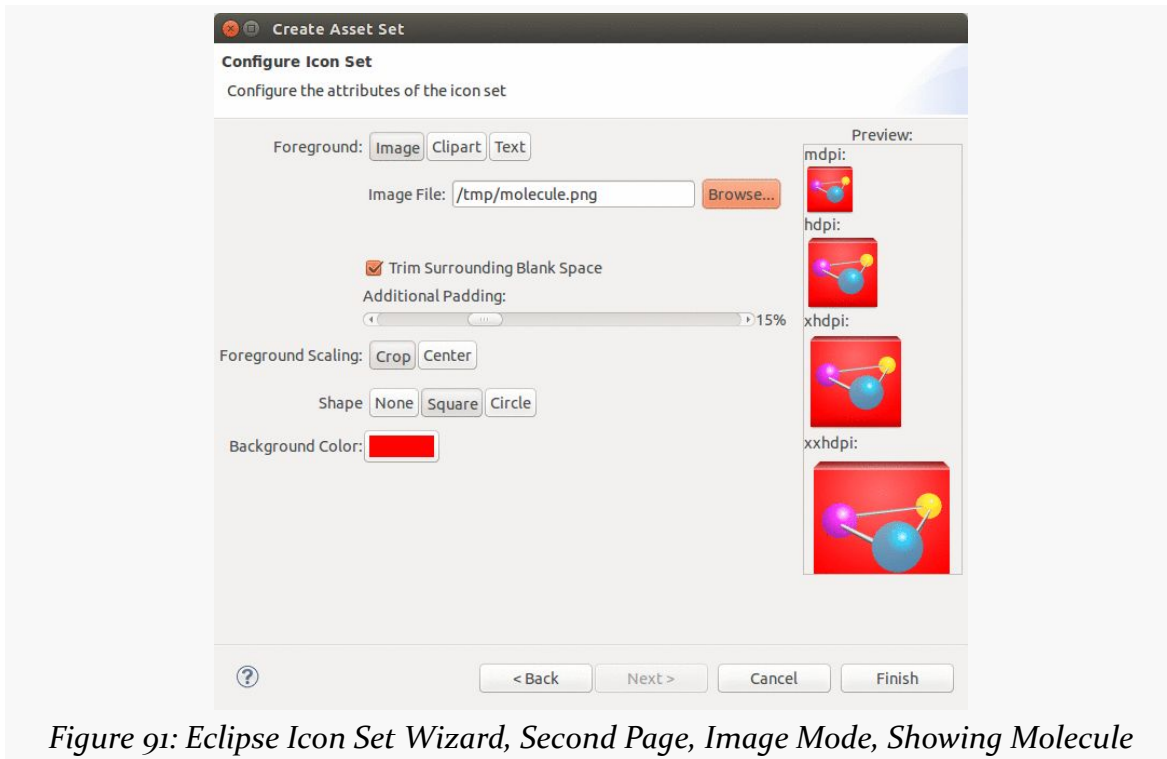 Create Asset Set
Configure Icon Set
Configure the attributes of the icon set
Foreground: Image Clipart Text
Image File: /tmp/molecule.png Browse...
Trim Surrounding Blank Space
Additional Padding:
15%
Foreground Scaling: Crop Center
Shape None Square Circle
Background Color:
Preview:
mdpi:
hdpi:
xhdpi:
xxhdpi:
?
< Back Next > Cancel Finish
Figure 91: Eclipse Icon Set Wizard, Second Page, Image Mode, Showing Molecule